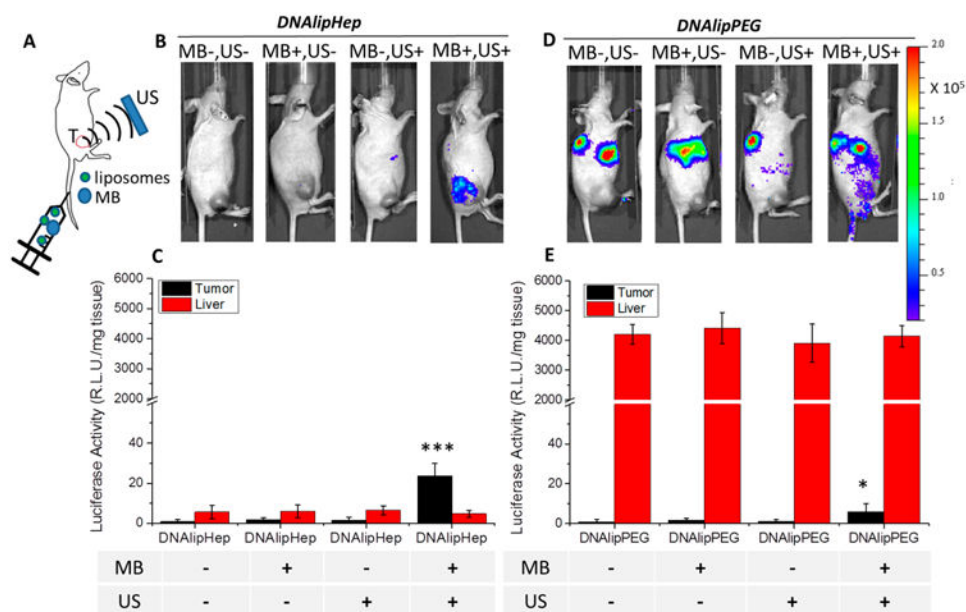 DNAlipHep
DNAlipPEG
A
B
MB-,US- MB+,US- MB-,US+ MB+,US+
D
MB-,US- MB+,US- MB-,US+ MB+,US+
2.0
X 10⁵
1.5
1.0
0.5
US
T
liposomes
MB
C
Luciferase Activity (R.L.U./mg tissue)
6000
5000
4000
3000
2000
40
20
0
Tumor
Liver
***
DNAlipHep DNAlipHep DNAlipHep DNAlipHep
MB - + - +
US - - + +
E
Luciferase Activity (R.L.U./mg tissue)
6000
5000
4000
3000
2000
40
20
0
Tumor
Liver
*
DNAlipPEG DNAlipPEG DNAlipPEG DNAlipPEG
MB - + - +
US - - + +